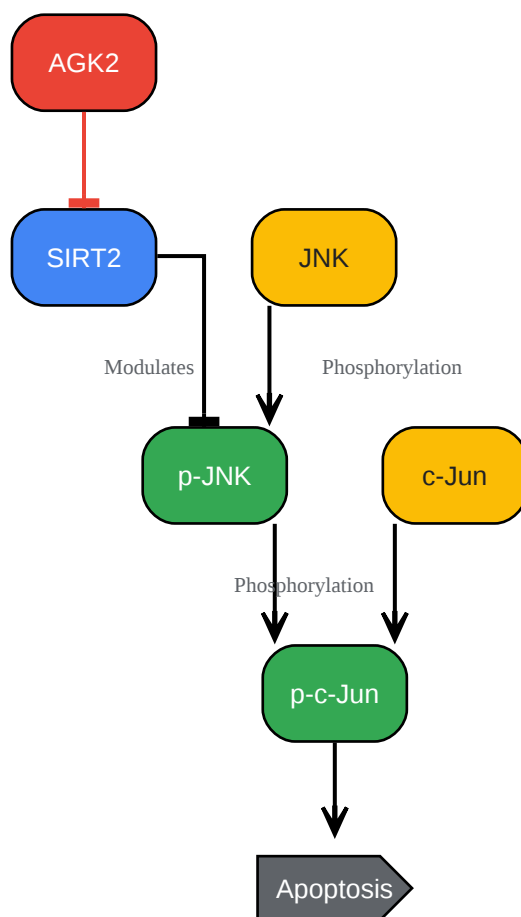 AGK2
SIRT2
JNK
Modulates
Phosphorylation
p-JNK
c-Jun
Phosphorylation
p-c-Jun
Apoptosis